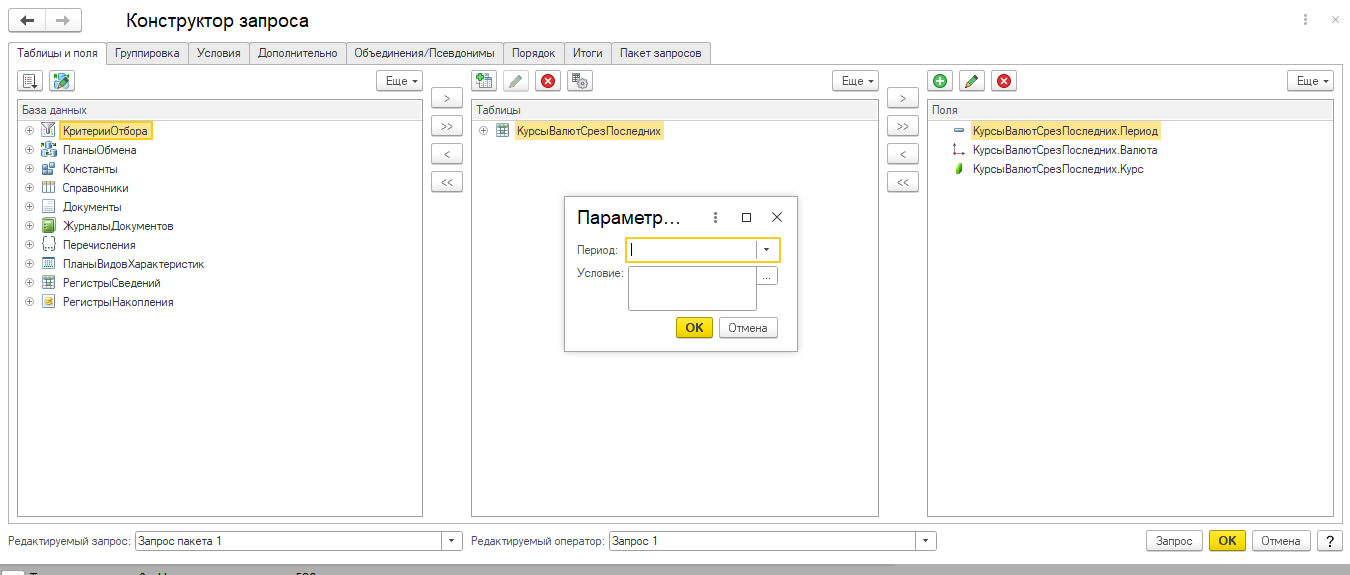 Конструктор запроса
Таблицы и поля Группировка Условия Дополнительно Объединения/Псевдонимы Порядок Итоги Пакет запросов
Еще Еще Еще
База данных
КритерииОтбора
ПланыОбмена
Константы
Справочники
Документы
ЖурналыДокументов
Перечисления
ПланыВидовХарактеристик
РегистрыСведений
РегистрыНакопления
>
>>
<
<<
Таблицы
КурсыВалютСрезПоследних
Параметр...
Период:
Условие: ...
ОК Отмена
>
>>
<
<<
Поля
КурсыВалютСрезПоследних.Период
КурсыВалютСрезПоследних.Валюта
КурсыВалютСрезПоследних.Курс
Редактируемый запрос: Запрос пакета 1 Редактируемый оператор: Запрос 1 Запрос ОК Отмена ?